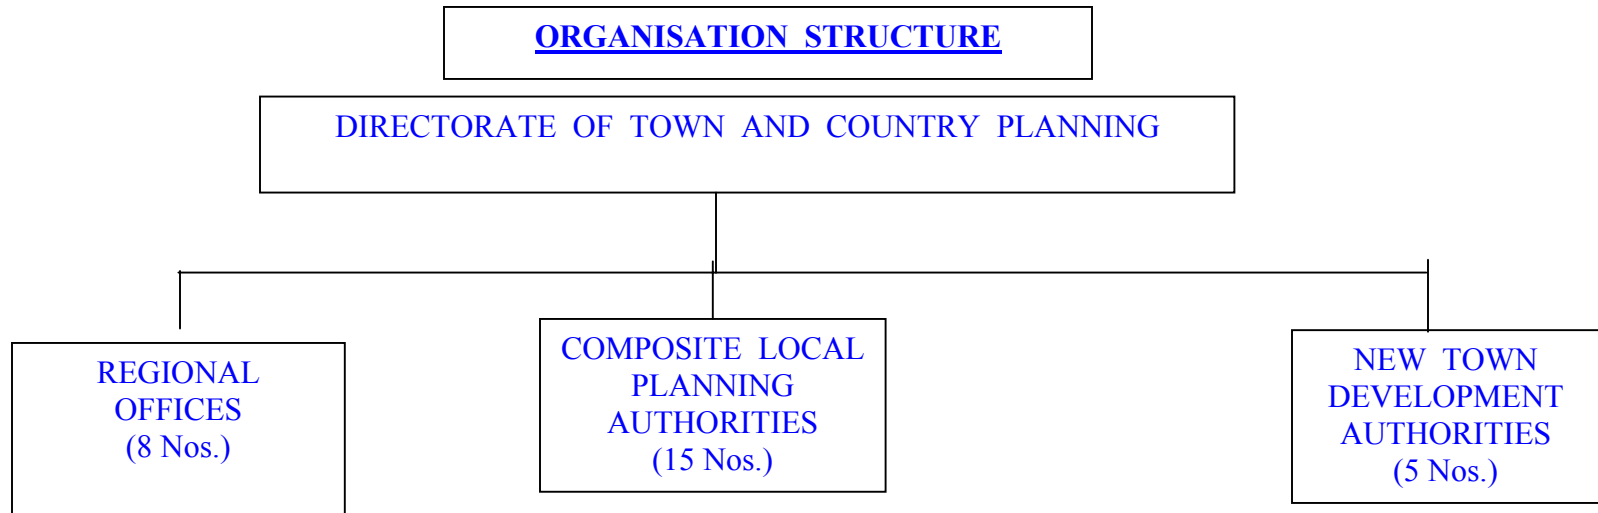 ORGANISATION STRUCTURE
DIRECTORATE OF TOWN AND COUNTRY PLANNING
REGIONAL
OFFICES
(8 Nos.)
COMPOSITE LOCAL
PLANNING
AUTHORITIES
(15 Nos.)
NEW TOWN
DEVELOPMENT
AUTHORITIES
(5 Nos.)